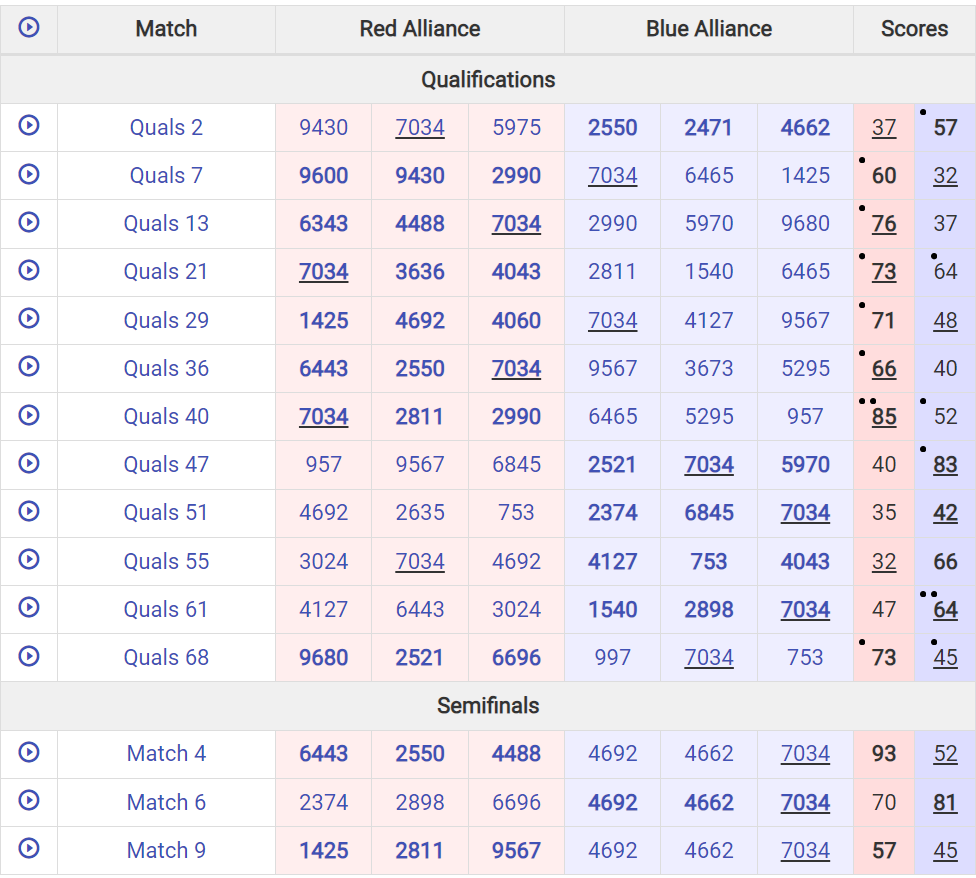 Match Red Alliance Blue Alliance Scores
Qualifications
Quals 2 9430 7034 5975 2550 2471 4662 37 57
Quals 7 9600 9430 2990 7034 6465 1425 60 32
Quals 13 6343 4488 7034 2990 5970 9680 76 37
Quals 21 7034 3636 4043 2811 1540 6465 73 64
Quals 29 1425 4692 4060 7034 4127 9567 71 48
Quals 36 6443 2550 7034 9567 3673 5295 66 40
Quals 40 7034 2811 2990 6465 5295 957 85 52
Quals 47 957 9567 6845 2521 7034 5970 40 83
Quals 51 4692 2635 753 2374 6845 7034 35 42
Quals 55 3024 7034 4692 4127 753 4043 32 66
Quals 61 4127 6443 3024 1540 2898 7034 47 64
Quals 68 9680 2521 6696 997 7034 753 73 45
Semifinals
Match 4 6443 2550 4488 4692 4662 7034 93 52
Match 6 2374 2898 6696 4692 4662 7034 70 81
Match 9 1425 2811 9567 4692 4662 7034 57 45